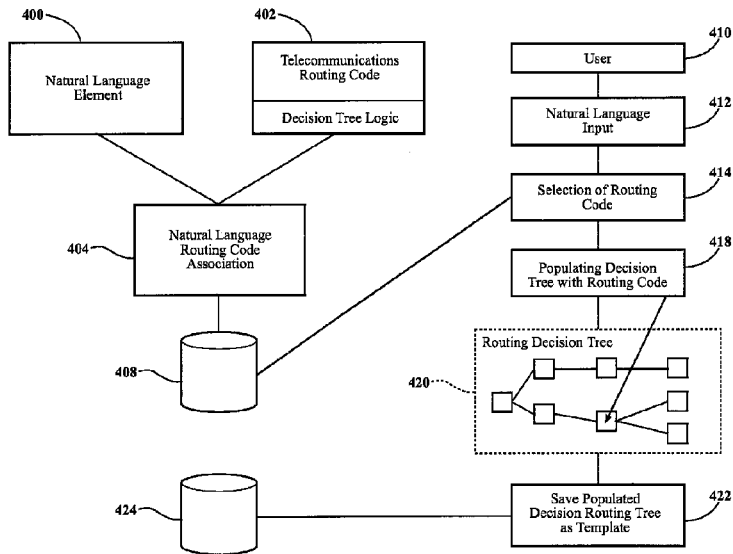 400
402
410
Natural Language
Element
Telecommunications
Routing Code
Decision Tree Logic
User
412
Natural Language
Input
414
Selection of Routing
Code
404
Natural Language
Routing Code
Association
418
Populating Decision
Tree with Routing Code
408
Routing Decision Tree
420
424
Save Populated
Decision Routing Tree
as Template
422